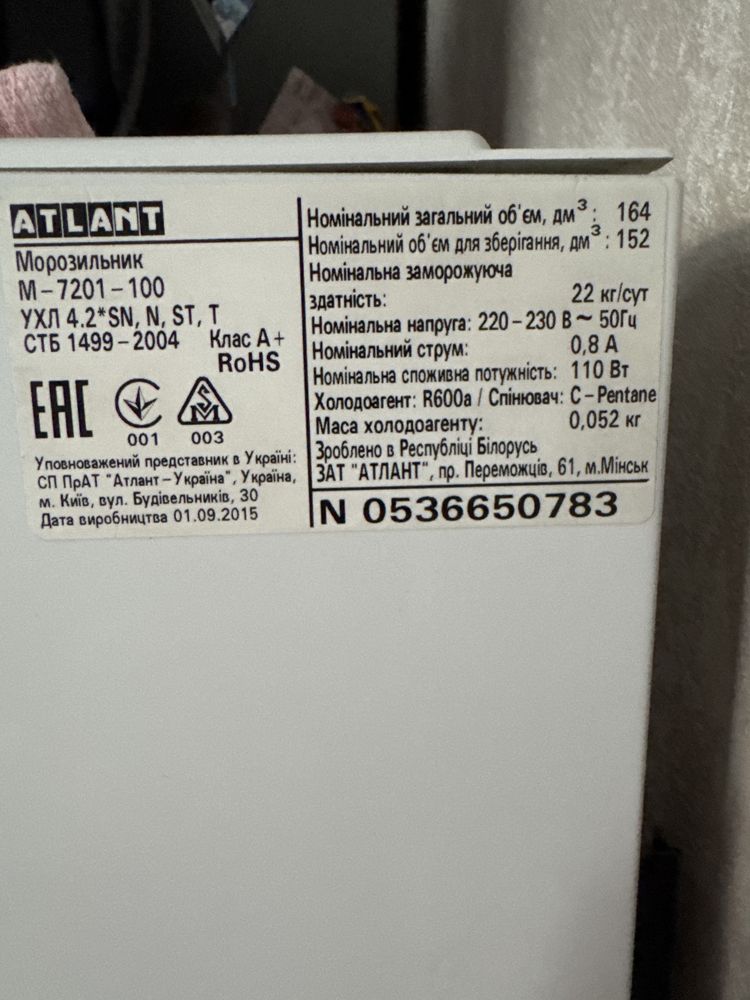 ATLANT
Морозильник
М-7201-100
УХЛ 4.2*SN, N, ST, T
СТБ 1499-2004 Клас А+
RoHS
EAC
001 003
Уповноважений представник в Україні:
СП ПрАТ "Атлант-Україна", Україна,
м. Київ, вул. Будівельників, 30
Дата виробництва 01.09.2015
Номінальний загальний об'єм, дм³: 164
Номінальний об'єм для зберігання, дм³: 152
Номінальна заморожуюча
здатність: 22 кг/сут
Номінальна напруга: 220-230 В ~ 50Гц
Номінальний струм: 0,8 А
Номінальна споживна потужність: 110 Вт
Холодоагент: R600a / Спінювач: C-Pentane
Маса холодоагенту: 0,052 кг
Зроблено в Республіці Білорусь
ЗАТ "АТЛАНТ", пр. Переможців, 61, м.Мінськ
N 0536650783